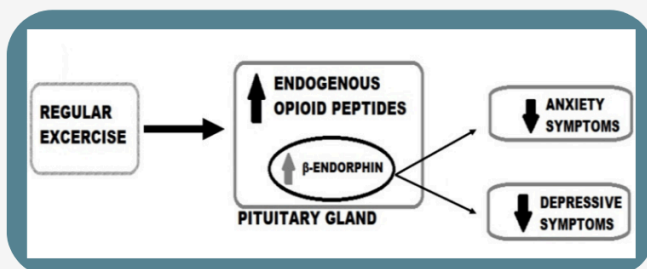 REGULAR
EXCERCISE
ENDOGENOUS
OPIOID PEPTIDES
β-ENDORPHIN
PITUITARY GLAND
ANXIETY
SYMPTOMS
DEPRESSIVE
SYMPTOMS